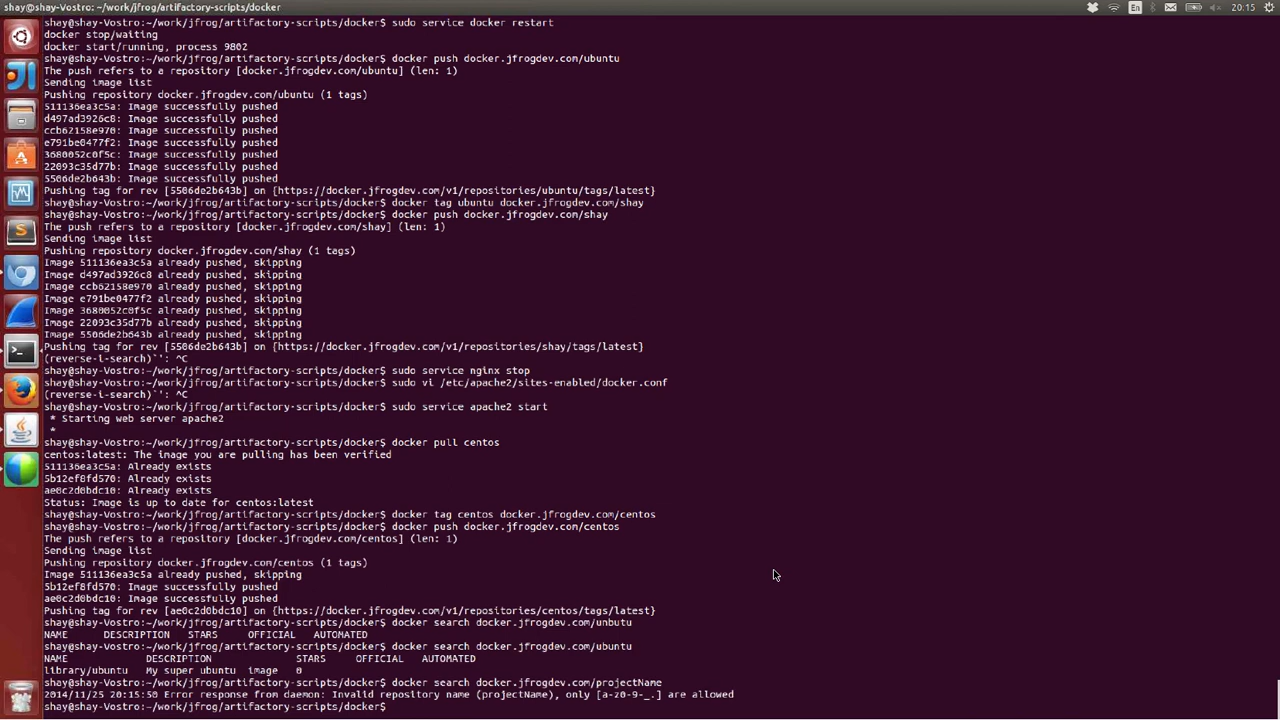 shay@shay-Vostro: ~/work/jfrog/artifactory-scripts/docker
En
20:15
shay@shay-Vostro:~/work/jfrog/artifactory-scripts/docker$ sudo service docker restart
docker stop/waiting
docker start/running, process 9802
shay@shay-Vostro:~/work/jfrog/artifactory-scripts/docker$ docker push docker.jfrogdev.com/ubuntu
The push refers to a repository [docker.jfrogdev.com/ubuntu] (len: 1)
Sending image list
Pushing repository docker.jfrogdev.com/ubuntu (1 tags)
511136ea3c5a: Image successfully pushed
d497ad3926c8: Image successfully pushed
ccb62158e970: Image successfully pushed
e791be0477f2: Image successfully pushed
3680052c0f5c: Image successfully pushed
22093c35d77b: Image successfully pushed
5506de2b643b: Image successfully pushed
Pushing tag for rev [5506de2b643b] on {https://docker.jfrogdev.com/v1/repositories/ubuntu/tags/latest}
shay@shay-Vostro:~/work/jfrog/artifactory-scripts/docker$ docker tag ubuntu docker.jfrogdev.com/shay
shay@shay-Vostro:~/work/jfrog/artifactory-scripts/docker$ docker push docker.jfrogdev.com/shay
The push refers to a repository [docker.jfrogdev.com/shay] (len: 1)
Sending image list
Pushing repository docker.jfrogdev.com/shay (1 tags)
Image 511136ea3c5a already pushed, skipping
Image d497ad3926c8 already pushed, skipping
Image ccb62158e970 already pushed, skipping
Image e791be0477f2 already pushed, skipping
Image 3680052c0f5c already pushed, skipping
Image 22093c35d77b already pushed, skipping
Image 5506de2b643b already pushed, skipping
Pushing tag for rev [5506de2b643b] on {https://docker.jfrogdev.com/v1/repositories/shay/tags/latest}
(reverse-i-search)`': ^C
shay@shay-Vostro:~/work/jfrog/artifactory-scripts/docker$ sudo service nginx stop
shay@shay-Vostro:~/work/jfrog/artifactory-scripts/docker$ sudo vi /etc/apache2/sites-enabled/docker.conf
(reverse-i-search)`': ^C
shay@shay-Vostro:~/work/jfrog/artifactory-scripts/docker$ sudo service apache2 start
* Starting web server apache2
*
shay@shay-Vostro:~/work/jfrog/artifactory-scripts/docker$ docker pull centos
centos:latest: The image you are pulling has been verified
511136ea3c5a: Already exists
5b12ef8fd570: Already exists
ae0c2d0bdc10: Already exists
Status: Image is up to date for centos:latest
shay@shay-Vostro:~/work/jfrog/artifactory-scripts/docker$ docker tag centos docker.jfrogdev.com/centos
shay@shay-Vostro:~/work/jfrog/artifactory-scripts/docker$ docker push docker.jfrogdev.com/centos
The push refers to a repository [docker.jfrogdev.com/centos] (len: 1)
Sending image list
Pushing repository docker.jfrogdev.com/centos (1 tags)
Image 511136ea3c5a already pushed, skipping
5b12ef8fd570: Image successfully pushed
ae0c2d0bdc10: Image successfully pushed
Pushing tag for rev [ae0c2d0bdc10] on {https://docker.jfrogdev.com/v1/repositories/centos/tags/latest}
shay@shay-Vostro:~/work/jfrog/artifactory-scripts/docker$ docker search docker.jfrogdev.com/unbutu
NAME DESCRIPTION STARS OFFICIAL AUTOMATED
shay@shay-Vostro:~/work/jfrog/artifactory-scripts/docker$ docker search docker.jfrogdev.com/ubuntu
NAME DESCRIPTION STARS OFFICIAL AUTOMATED
library/ubuntu My super ubuntu image 0
shay@shay-Vostro:~/work/jfrog/artifactory-scripts/docker$ docker search docker.jfrogdev.com/projectName
2014/11/25 20:15:50 Error response from daemon: Invalid repository name (projectName), only [a-z0-9-_.] are allowed
shay@shay-Vostro:~/work/jfrog/artifactory-scripts/docker$